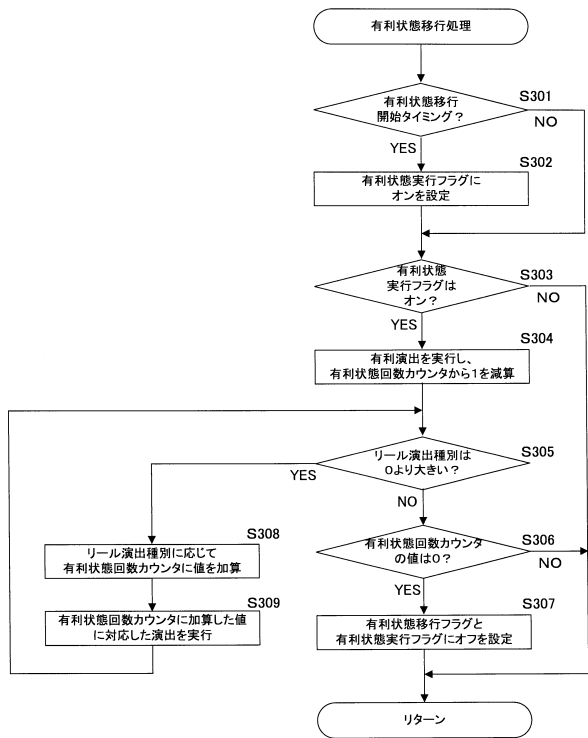 有利状態移行処理
有利状態移行
開始タイミング？
S301
NO
YES
S302
有利状態実行フラグに
オンを設定
有利状態
実行フラグは
オン？
S303
NO
YES
S304
有利演出を実行し、
有利状態回数カウンタから1を減算
リール演出種別は
0より大きい？
S305
YES
NO
S308
リール演出種別に応じて
有利状態回数カウンタに値を加算
S309
有利状態回数カウンタに加算した値
に対応した演出を実行
有利状態回数カウンタ
の値は0？
S306
NO
YES
S307
有利状態移行フラグと
有利状態実行フラグにオフを設定
リターン